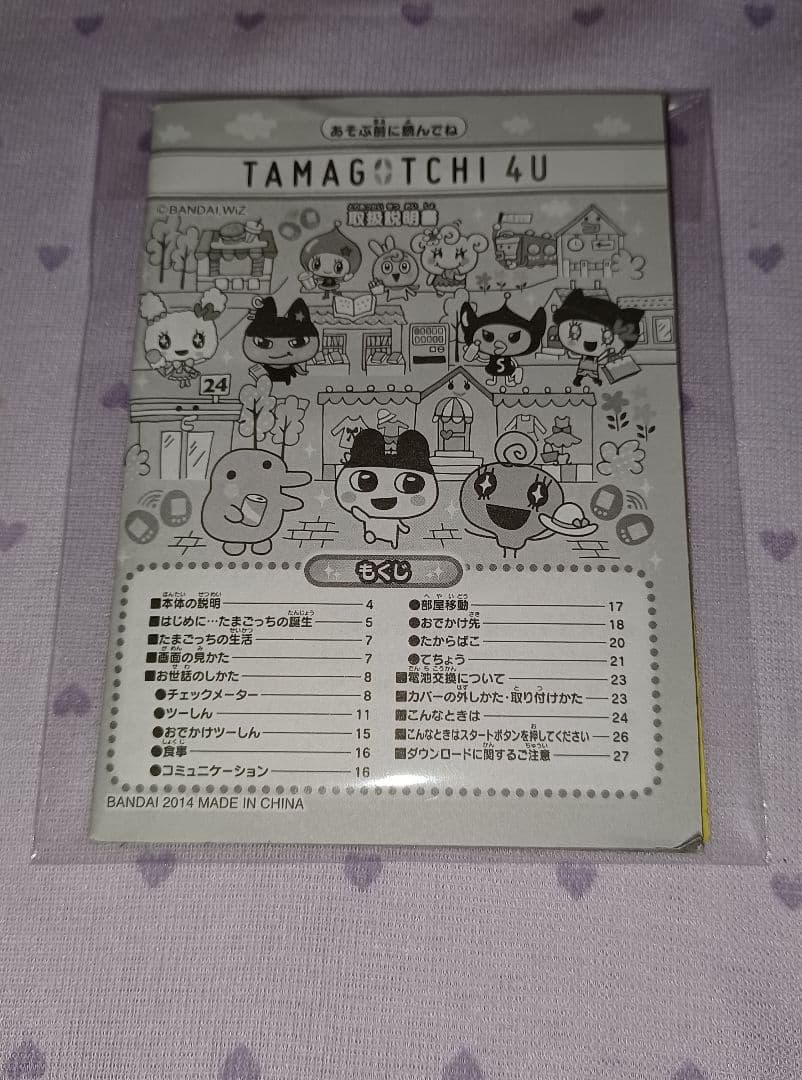 あそぶ前に読んでね
TAMAGOTCHI 4U
©BANDAI,WiZ
取扱説明書
24
S
もくじ
■本体の説明 4
■はじめに…たまごっちの誕生 5
■たまごっちの生活 7
■画面の見かた 7
■お世話のしかた 8
●チェックメーター 8
●ツーしん 11
●おでかけツーしん 15
●食事 16
●コミュニケーション 16
●部屋移動 17
●おでかけ先 18
●たからばこ 20
●てちょう 21
■電池交換について 23
■カバーの外しかた・取り付けかた 23
■こんなときは 24
■こんなときはスタートボタンを押してください 26
■ダウンロードに関するご注意 27
BANDAI 2014 MADE IN CHINA